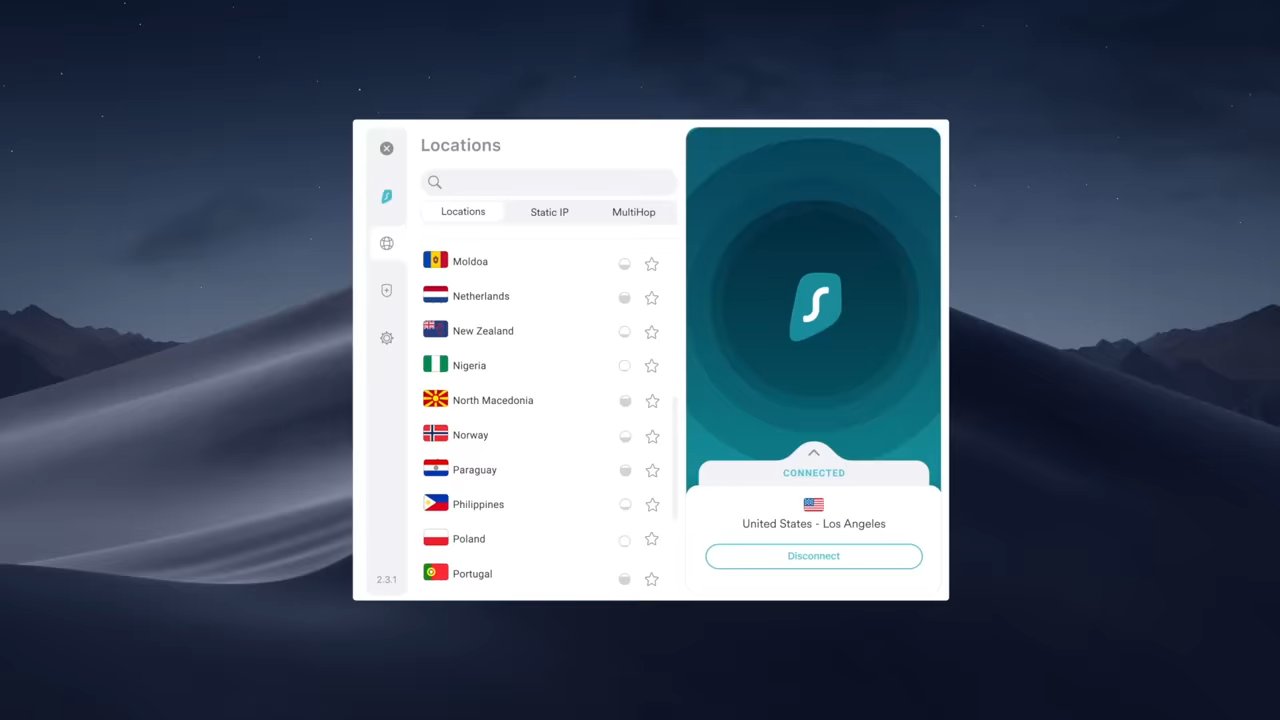 Locations
Locations Static IP MultiHop
Moldoa
Netherlands
New Zealand
Nigeria
North Macedonia
Norway
Paraguay
Philippines
Poland
Portugal
2.3.1
CONNECTED
United States - Los Angeles
Disconnect